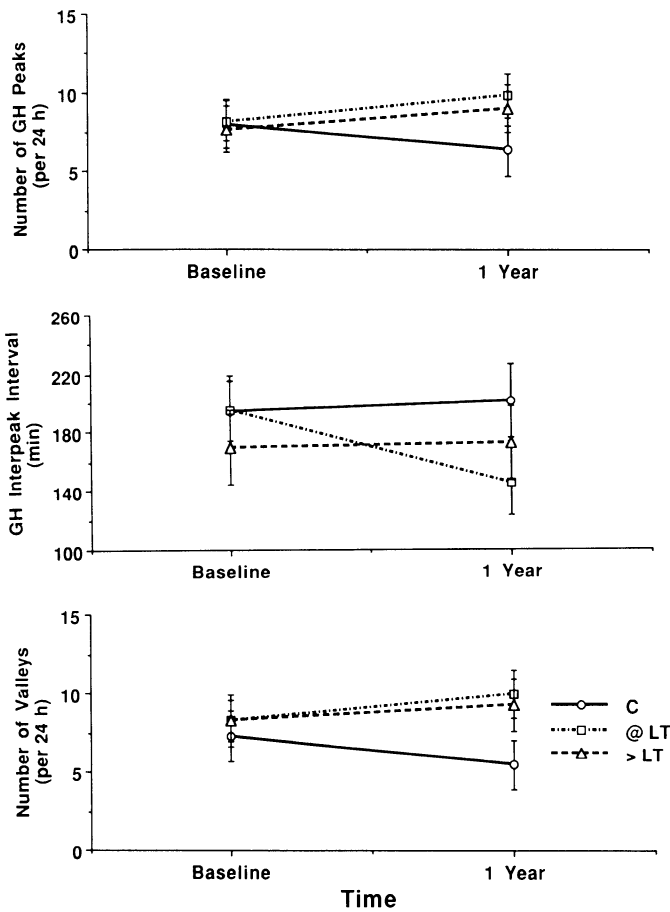 Number of GH Peaks
(per 24 h)
15
10
5
0
Baseline
1 Year
GH Interpeak Interval
(min)
260
220
180
140
100
Baseline
1 Year
Number of Valleys
(per 24 h)
15
10
5
0
C
@ LT
> LT
Baseline
1 Year
Time